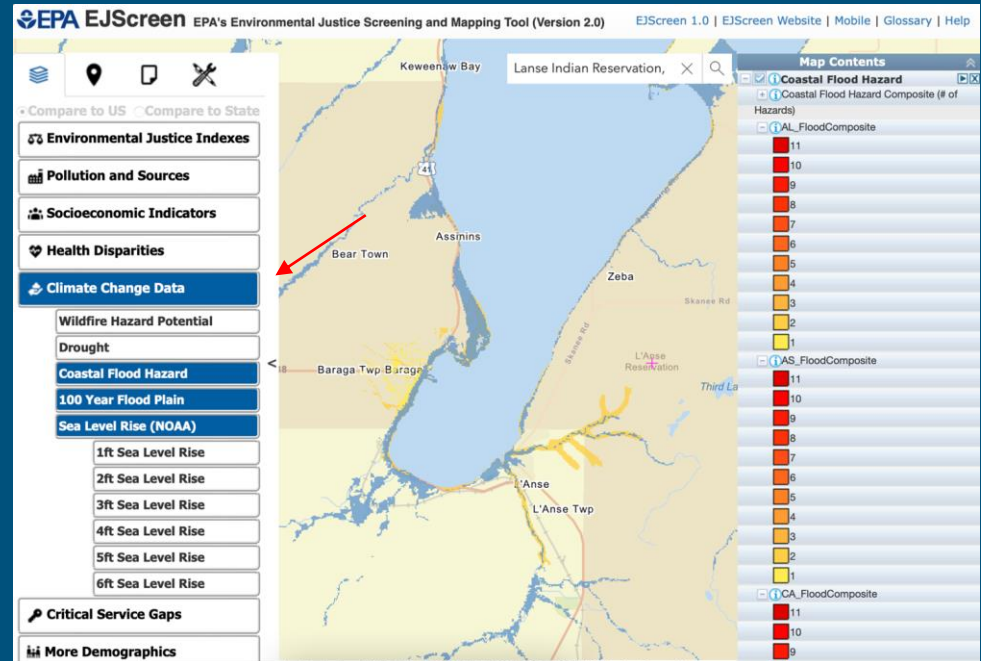 EPA EJScreen EPA's Environmental Justice Screening and Mapping Tool (Version 2.0)
EJScreen 1.0 | EJScreen Website | Mobile | Glossary | Help
Compare to US Compare to State
Environmental Justice Indexes
Pollution and Sources
Socioeconomic Indicators
Health Disparities
Climate Change Data
Wildfire Hazard Potential
Drought
Coastal Flood Hazard
100 Year Flood Plain
Sea Level Rise (NOAA)
1ft Sea Level Rise
2ft Sea Level Rise
3ft Sea Level Rise
4ft Sea Level Rise
5ft Sea Level Rise
6ft Sea Level Rise
Critical Service Gaps
More Demographics
<
Lanse Indian Reservation,
Keweenaw Bay
41
Assinins
Bear Town
Zeba
Skanee Rd
Skanee Rd
L'Anse
Reservation
Baraga Twp Baraga
Third La
L'Anse
L'Anse Twp
Map Contents
Coastal Flood Hazard
Coastal Flood Hazard Composite (# of
Hazards)
AL_FloodComposite
11
10
9
8
7
6
5
4
3
2
1
AS_FloodComposite
11
10
9
8
7
6
5
4
3
2
1
CA_FloodComposite
11
10
9